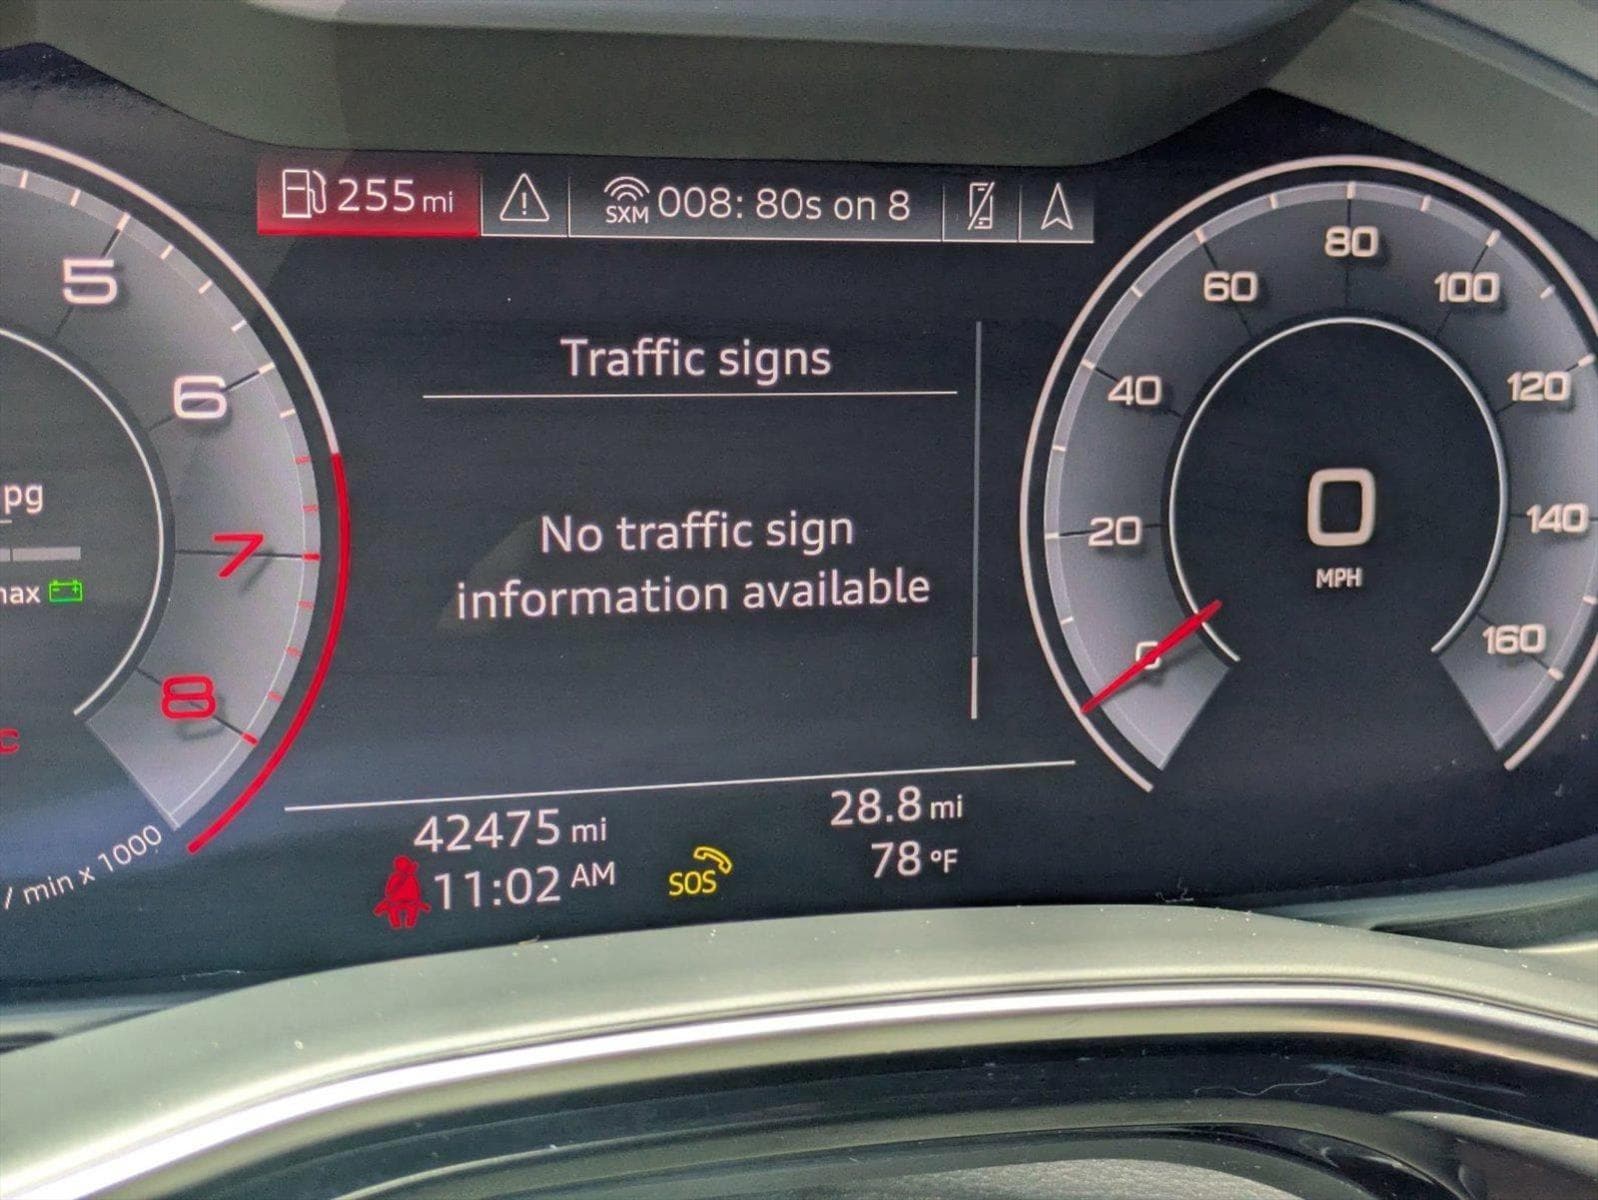 255 mi
SXM 008: 80s on 8
Traffic signs
No traffic sign
information available
5
6
7
8
pg
max
/ min x 1000
0
20
40
60
80
100
120
140
160
0
MPH
42475 mi
28.8 mi
11:02 AM
SOS
78 °F